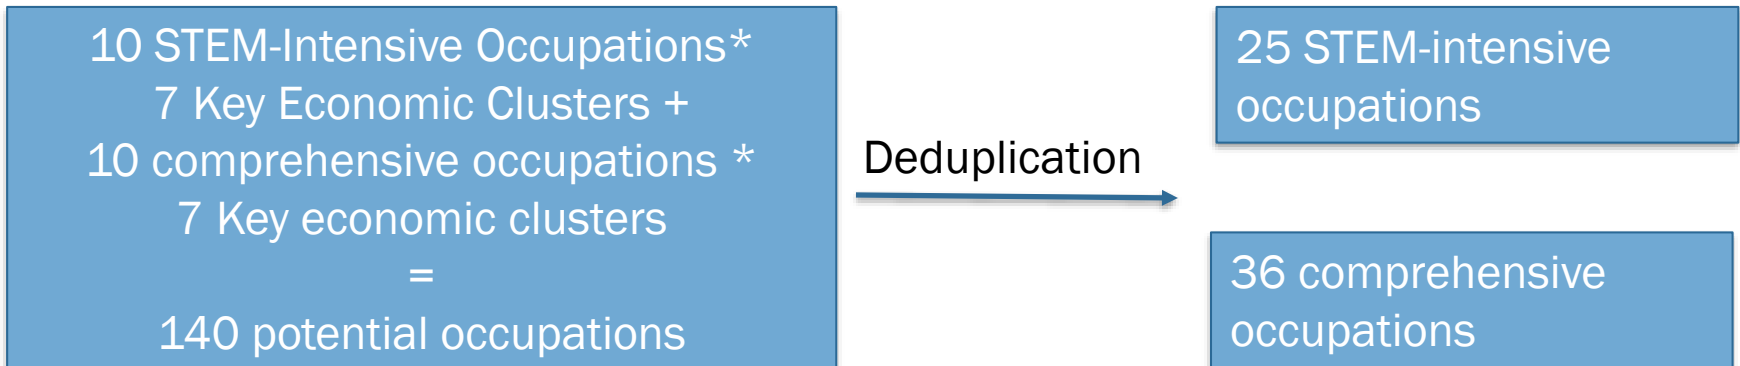 10 STEM-Intensive Occupations*
7 Key Economic Clusters +
10 comprehensive occupations *
7 Key economic clusters
=
140 potential occupations
Deduplication
25 STEM-intensive
occupations
36 comprehensive
occupations